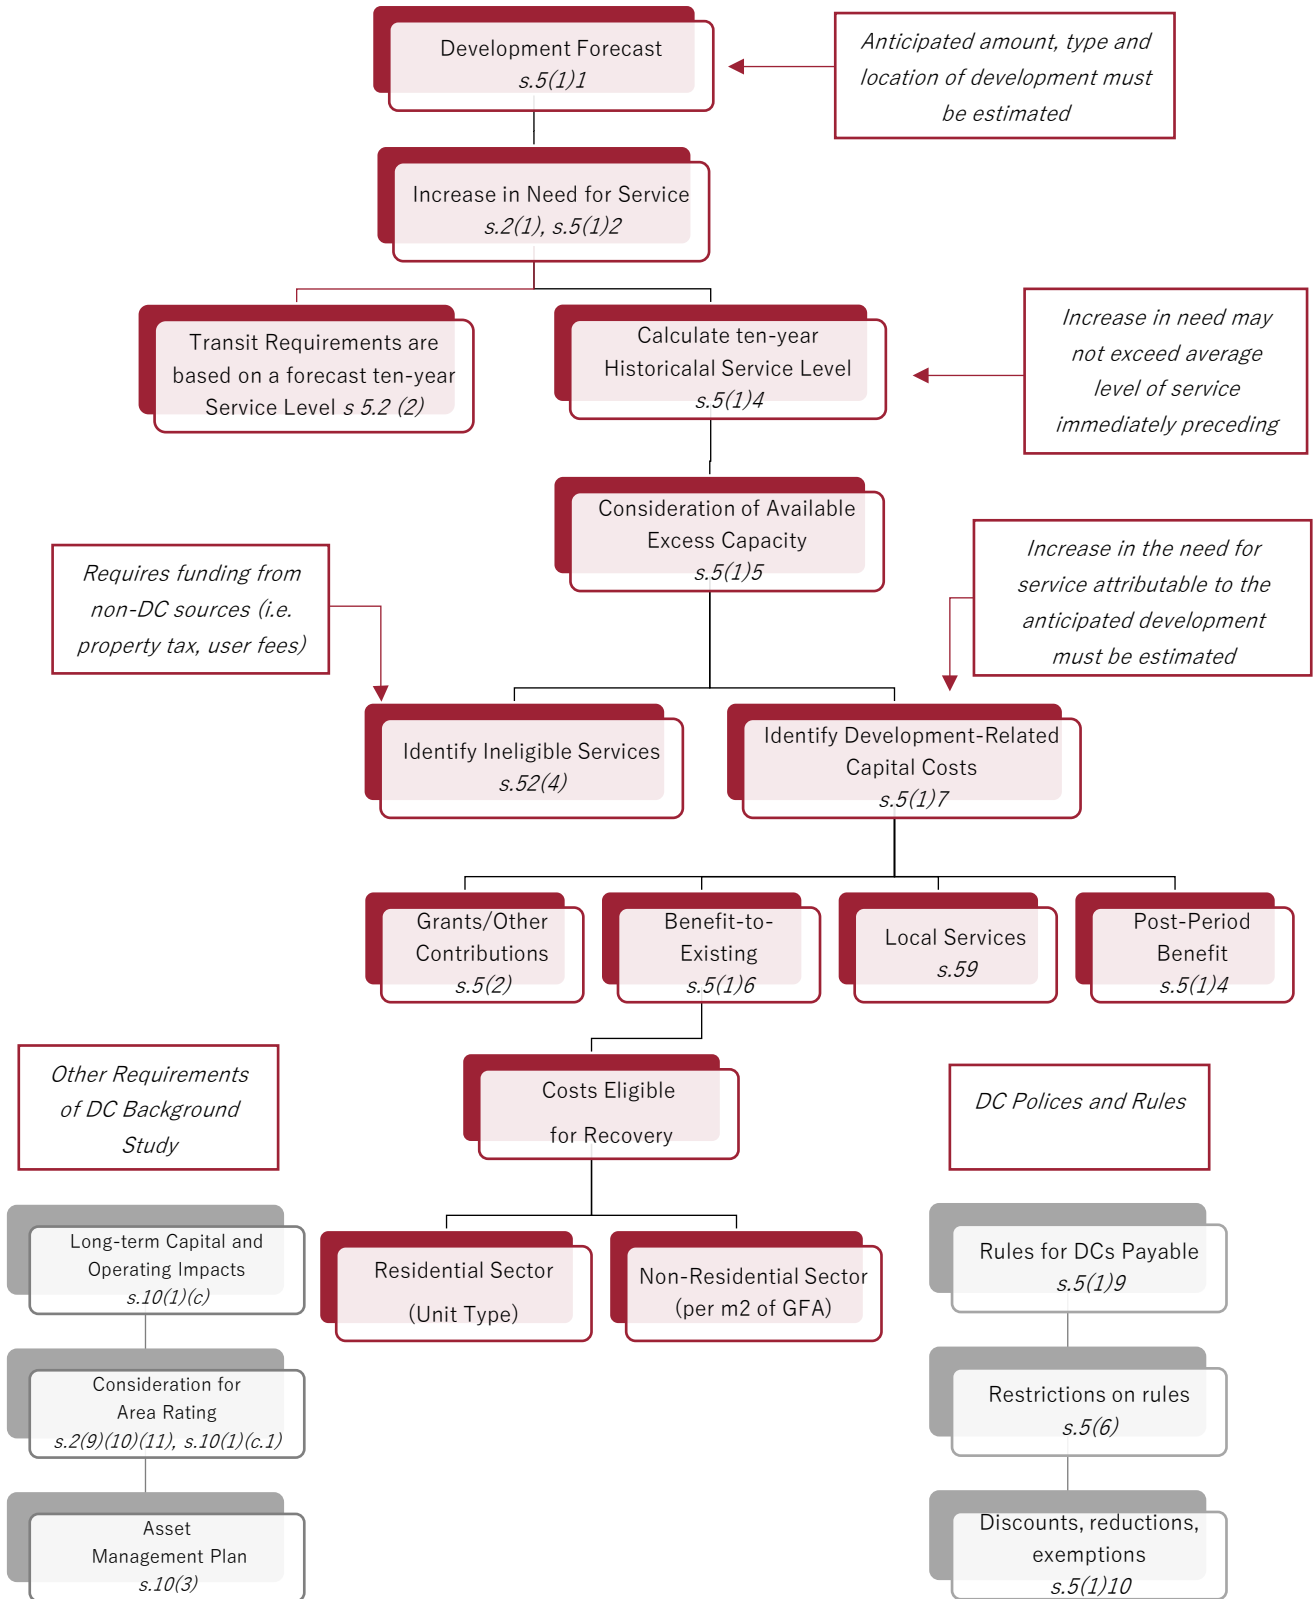 Development Forecast
s.5(1)1
Anticipated amount, type and
location of development must
be estimated
Increase in Need for Service
s.2(1), s.5(1)2
Transit Requirements are
based on a forecast ten-year
Service Level s 5.2 (2)
Calculate ten-year
Historicalal Service Level
s.5(1)4
Increase in need may
not exceed average
level of service
immediately preceding
Consideration of Available
Excess Capacity
s.5(1)5
Requires funding from
non-DC sources (i.e.
property tax, user fees)
Increase in the need for
service attributable to the
anticipated development
must be estimated
Identify Ineligible Services
s.52(4)
Identify Development-Related
Capital Costs
s.5(1)7
Grants/Other
Contributions
s.5(2)
Benefit-to-
Existing
s.5(1)6
Local Services
s.59
Post-Period
Benefit
s.5(1)4
Costs Eligible
for Recovery
Residential Sector
(Unit Type)
Non-Residential Sector
(per m2 of GFA)
Other Requirements
of DC Background
Study
Long-term Capital and
Operating Impacts
s.10(1)(c)
Consideration for
Area Rating
s.2(9)(10)(11), s.10(1)(c.1)
Asset
Management Plan
s.10(3)
DC Polices and Rules
Rules for DCs Payable
s.5(1)9
Restrictions on rules
s.5(6)
Discounts, reductions,
exemptions
s.5(1)10